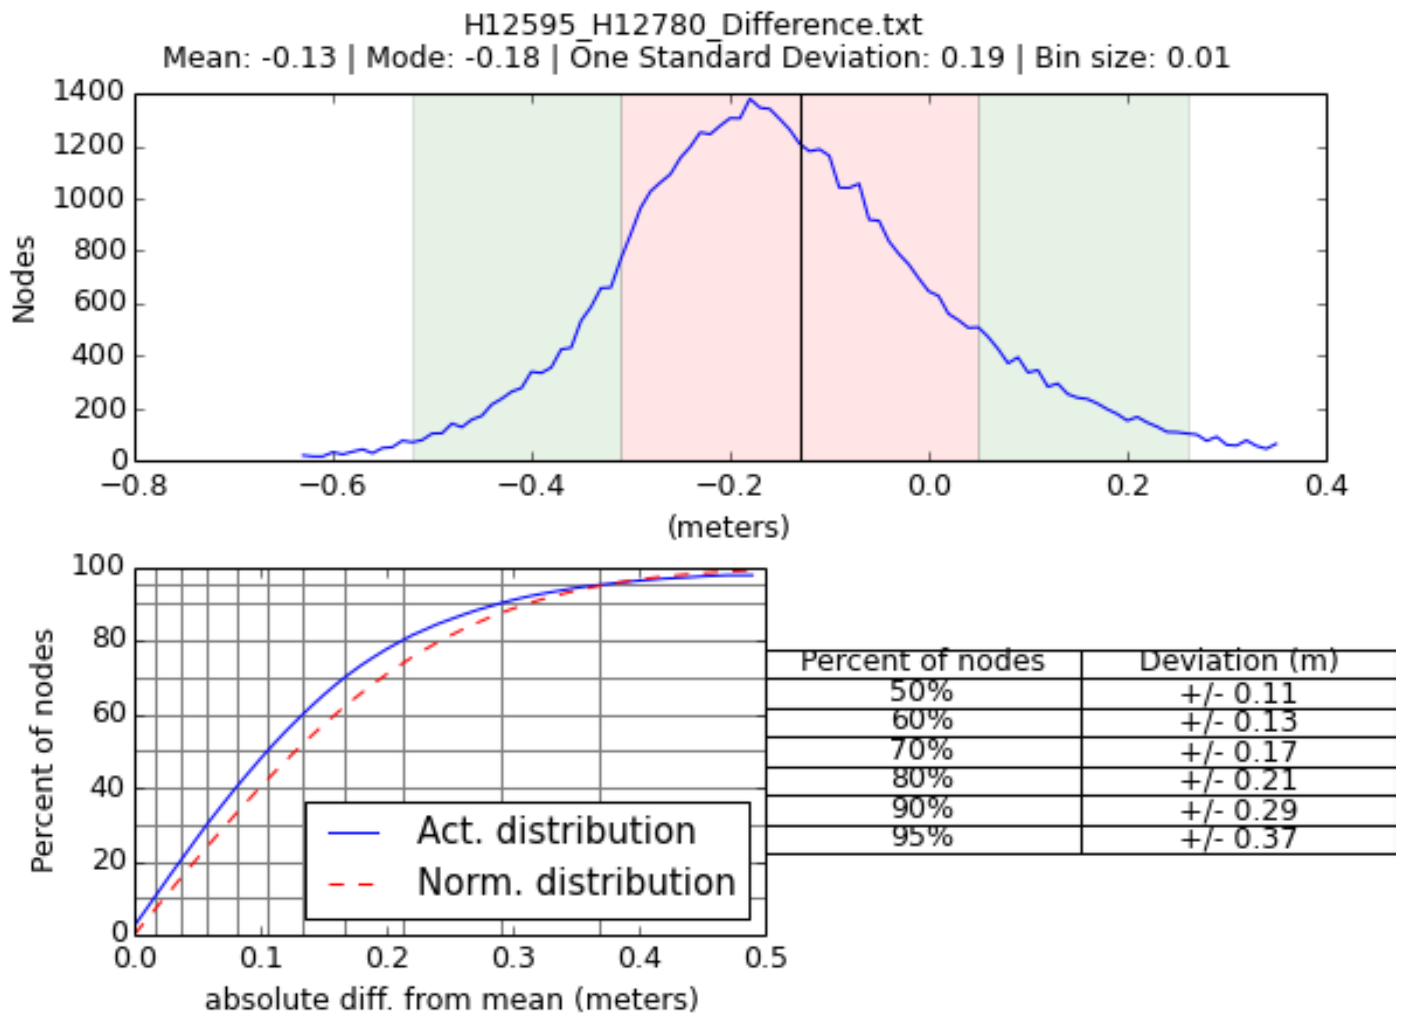 H12595_H12780_Difference.txt
Mean: -0.13 | Mode: -0.18 | One Standard Deviation: 0.19 | Bin size: 0.01
1400
1200
1000
800
600
400
200
0
Nodes
−0.8 −0.6 −0.4 −0.2 0.0 0.2 0.4
(meters)
100
80
60
40
20
0
Percent of nodes
Act. distribution
Norm. distribution
0.0 0.1 0.2 0.3 0.4 0.5
absolute diff. from mean (meters)
Percent of nodes Deviation (m)
50% +/- 0.11
60% +/- 0.13
70% +/- 0.17
80% +/- 0.21
90% +/- 0.29
95% +/- 0.37